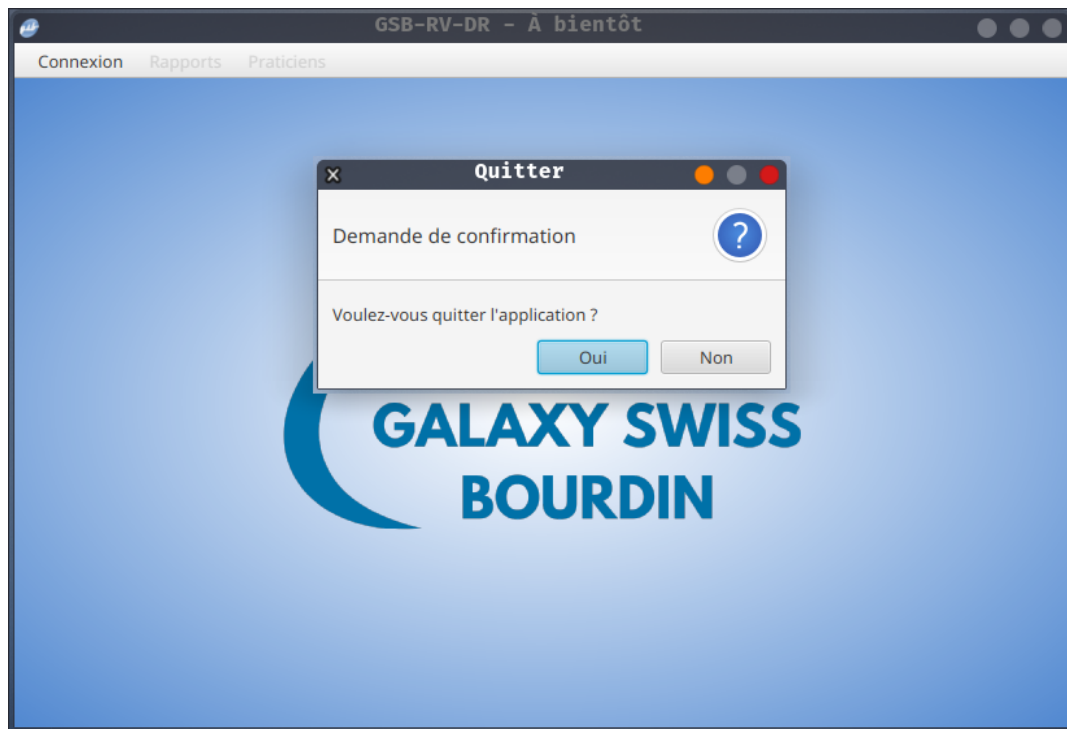 GSB-RV-DR – À bientôt
Connexion Rapports Praticiens
Quitter
Demande de confirmation
?
Voulez-vous quitter l'application ?
Oui Non
GALAXY SWISS
BOURDIN